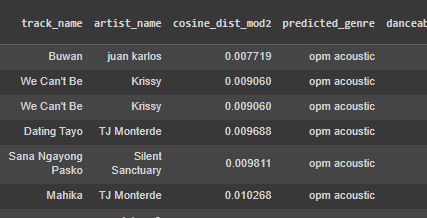 track_name artist_name cosine_dist_mod2 predicted_genre danceab
Buwan juan karlos 0.007719 opm acoustic
We Can't Be Krissy 0.009060 opm acoustic
We Can't Be Krissy 0.009060 opm acoustic
Dating Tayo TJ Monterde 0.009688 opm acoustic
Sana Ngayong Pasko Silent Sanctuary 0.009811 opm acoustic
Mahika TJ Monterde 0.010268 opm acoustic